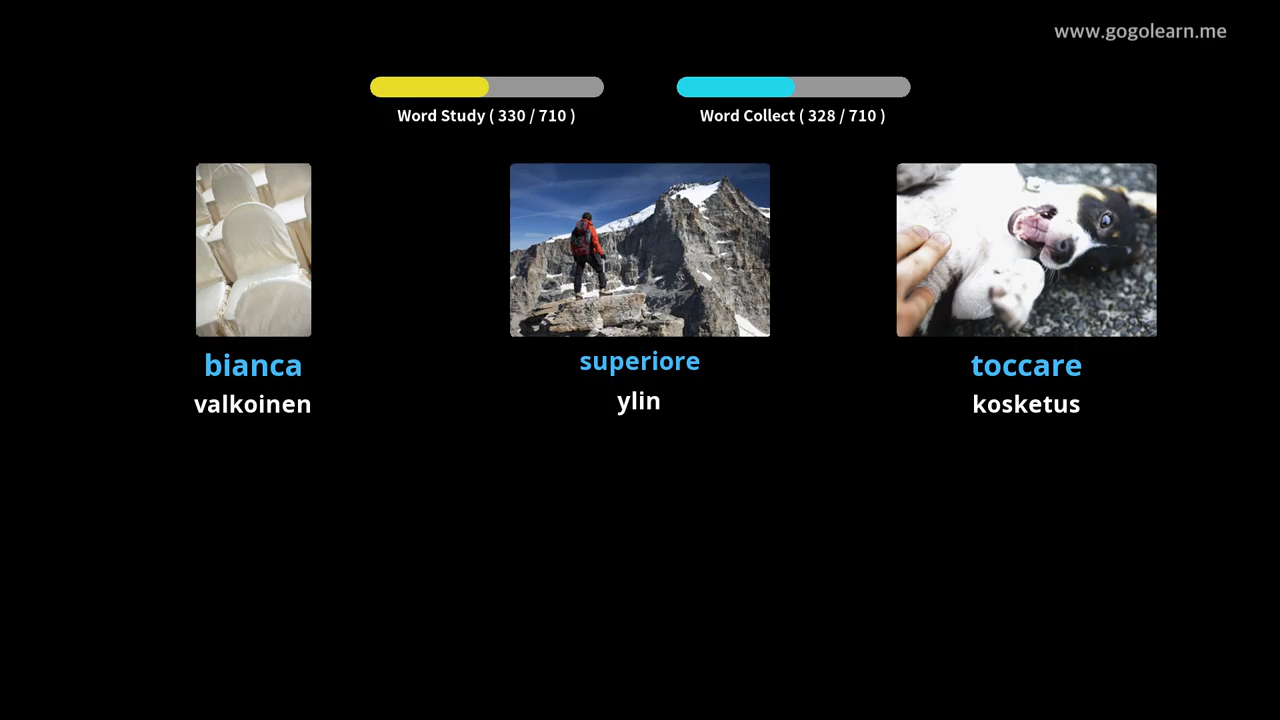 www.gogolearn.me
Word Study ( 330 / 710 )
Word Collect ( 328 / 710 )
bianca
valkoinen
superiore
ylin
toccare
kosketus